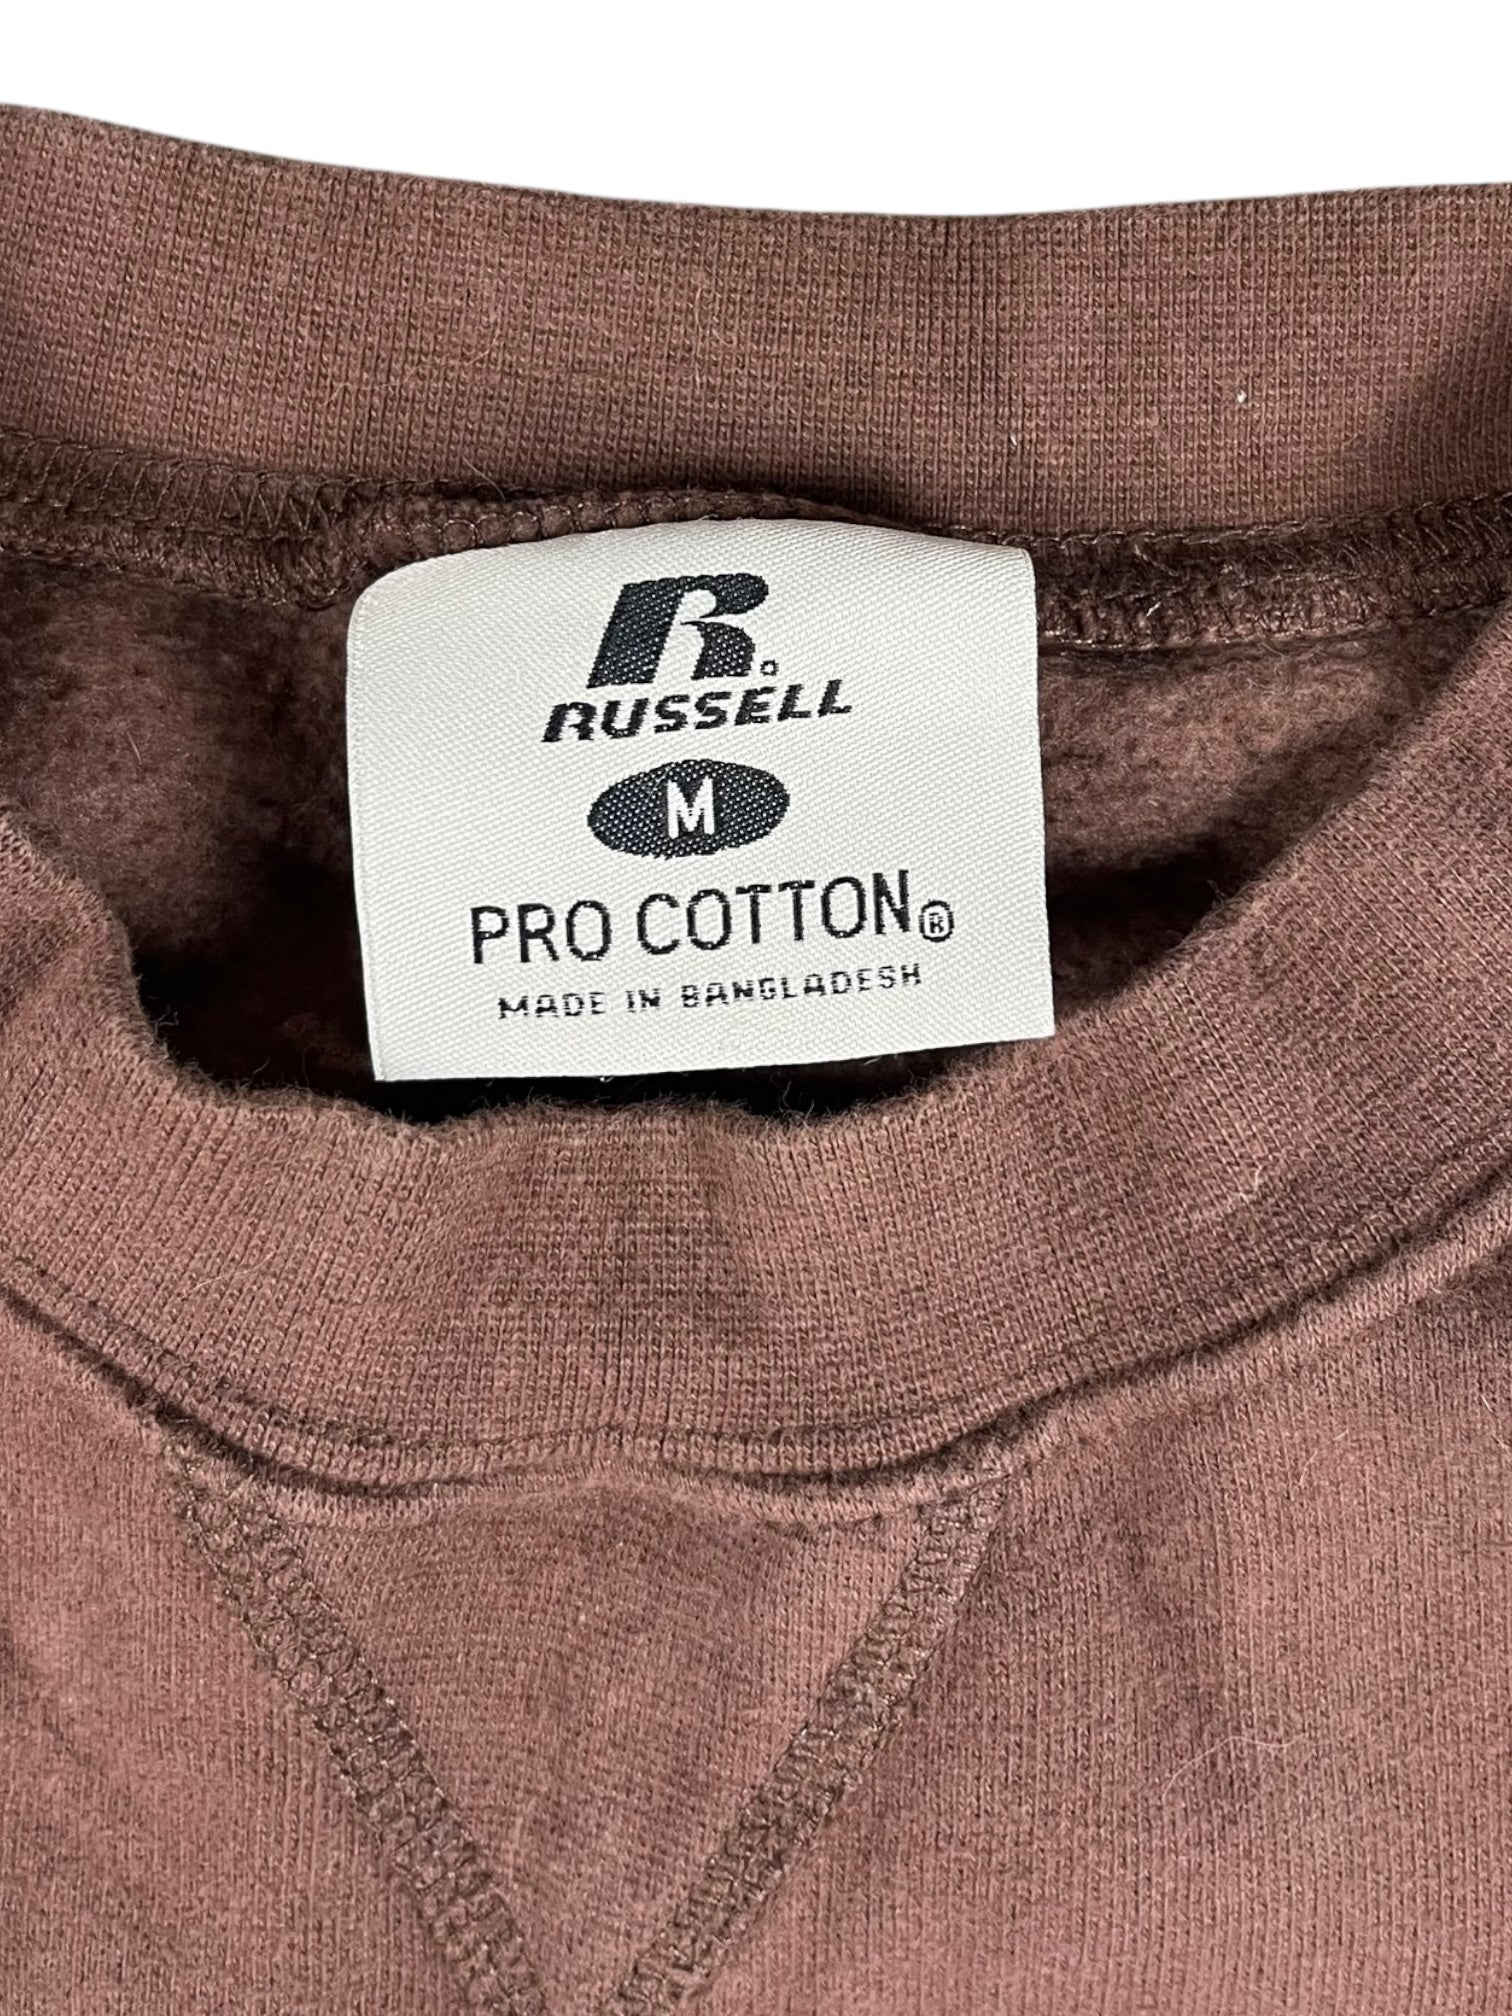 R®
RUSSELL
M
PRO COTTON®
MADE IN BANGLADESH